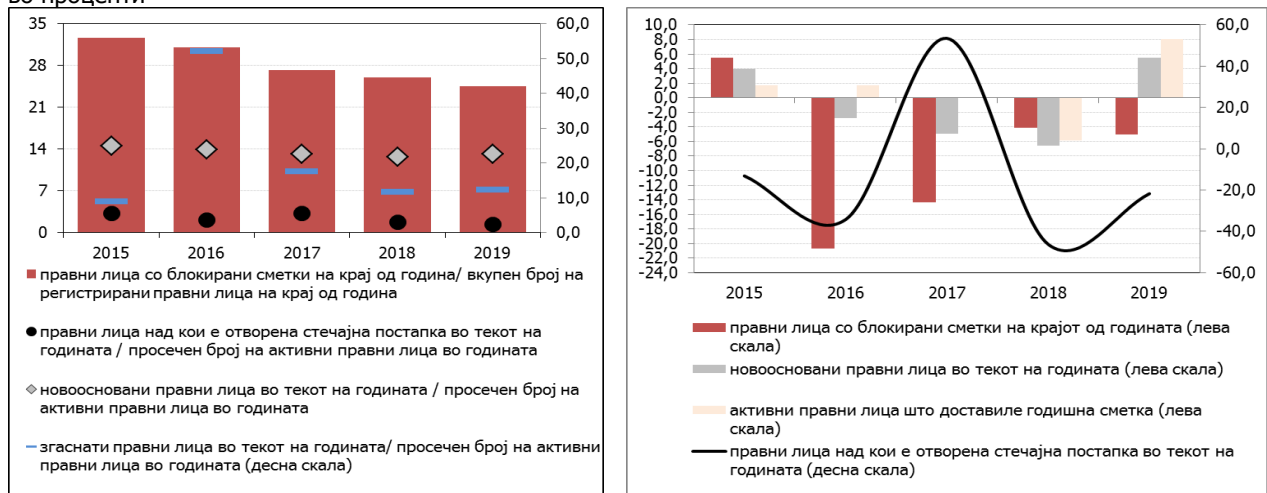 во проценти
35
28
21
14
7
0
60,0
50,0
40,0
30,0
20,0
10,0
0,0
2015 2016 2017 2018 2019
правни лица со блокирани сметки на крај од година/ вкупен број на
регистрирани правни лица на крај од година
правни лица над кои е отворена стечајна постапка во текот на
годината / просечен број на активни правни лица во годината
новоосновани правни лица во текот на годината / просечен број на
активни правни лица во годината
згаснати правни лица во текот на годината/ просечен број на активни
правни лица во годината (десна скала)
10,0
8,0
6,0
4,0
2,0
0,0
-2,0
-4,0
-6,0
-8,0
-10,0
-12,0
-14,0
-16,0
-18,0
-20,0
-22,0
-24,0
60,0
40,0
20,0
0,0
-20,0
-40,0
-60,0
2015 2016 2017 2018 2019
правни лица со блокирани сметки на крајот од годината (лева
скала)
новоосновани правни лица во текот на годината (лева скала)
активни правни лица што доставиле годишна сметка (лева
скала)
правни лица над кои е отворена стечајна постапка во текот на
годината (десна скала)